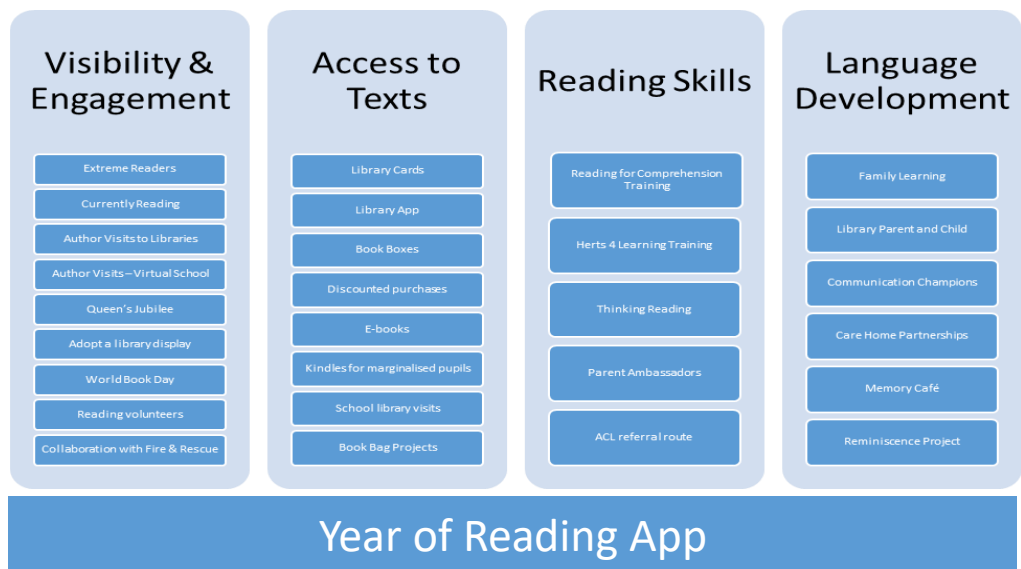 Visibility &
Engagement
Extreme Readers
Currently Reading
Author Visits to Libraries
Author Visits – Virtual School
Queen's Jubilee
Adopt a library display
World Book Day
Reading volunteers
Collaboration with Fire & Rescue
Access to
Texts
Library Cards
Library App
Book Boxes
Discounted purchases
E-books
Kindles for marginalised pupils
School library visits
Book Bag Projects
Reading Skills
Reading for Comprehension
Training
Herts 4 Learning Training
Thinking Reading
Parent Ambassadors
ACL referral route
Language
Development
Family Learning
Library Parent and Child
Communication Champions
Care Home Partnerships
Memory Café
Reminiscence Project
Year of Reading App